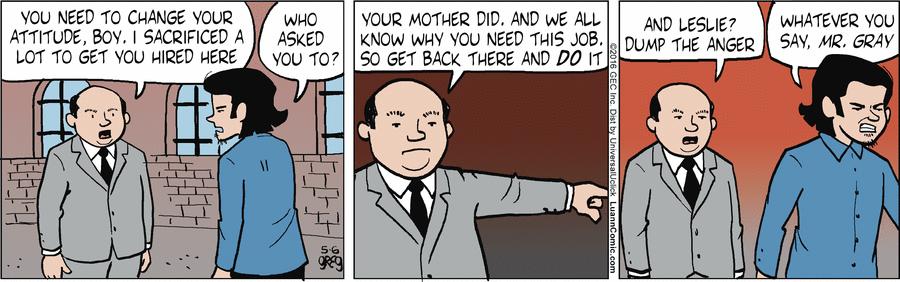 YOU NEED TO CHANGE YOUR
ATTITUDE, BOY. I SACRIFICED A
LOT TO GET YOU HIRED HERE
WHO
ASKED
YOU TO?
5-6
greg
YOUR MOTHER DID. AND WE ALL
KNOW WHY YOU NEED THIS JOB.
SO GET BACK THERE AND DO IT
©2016 GEC Inc. Dist by UniversalUclick LuannComic.com
AND LESLIE?
DUMP THE ANGER
WHATEVER YOU
SAY, MR. GRAY